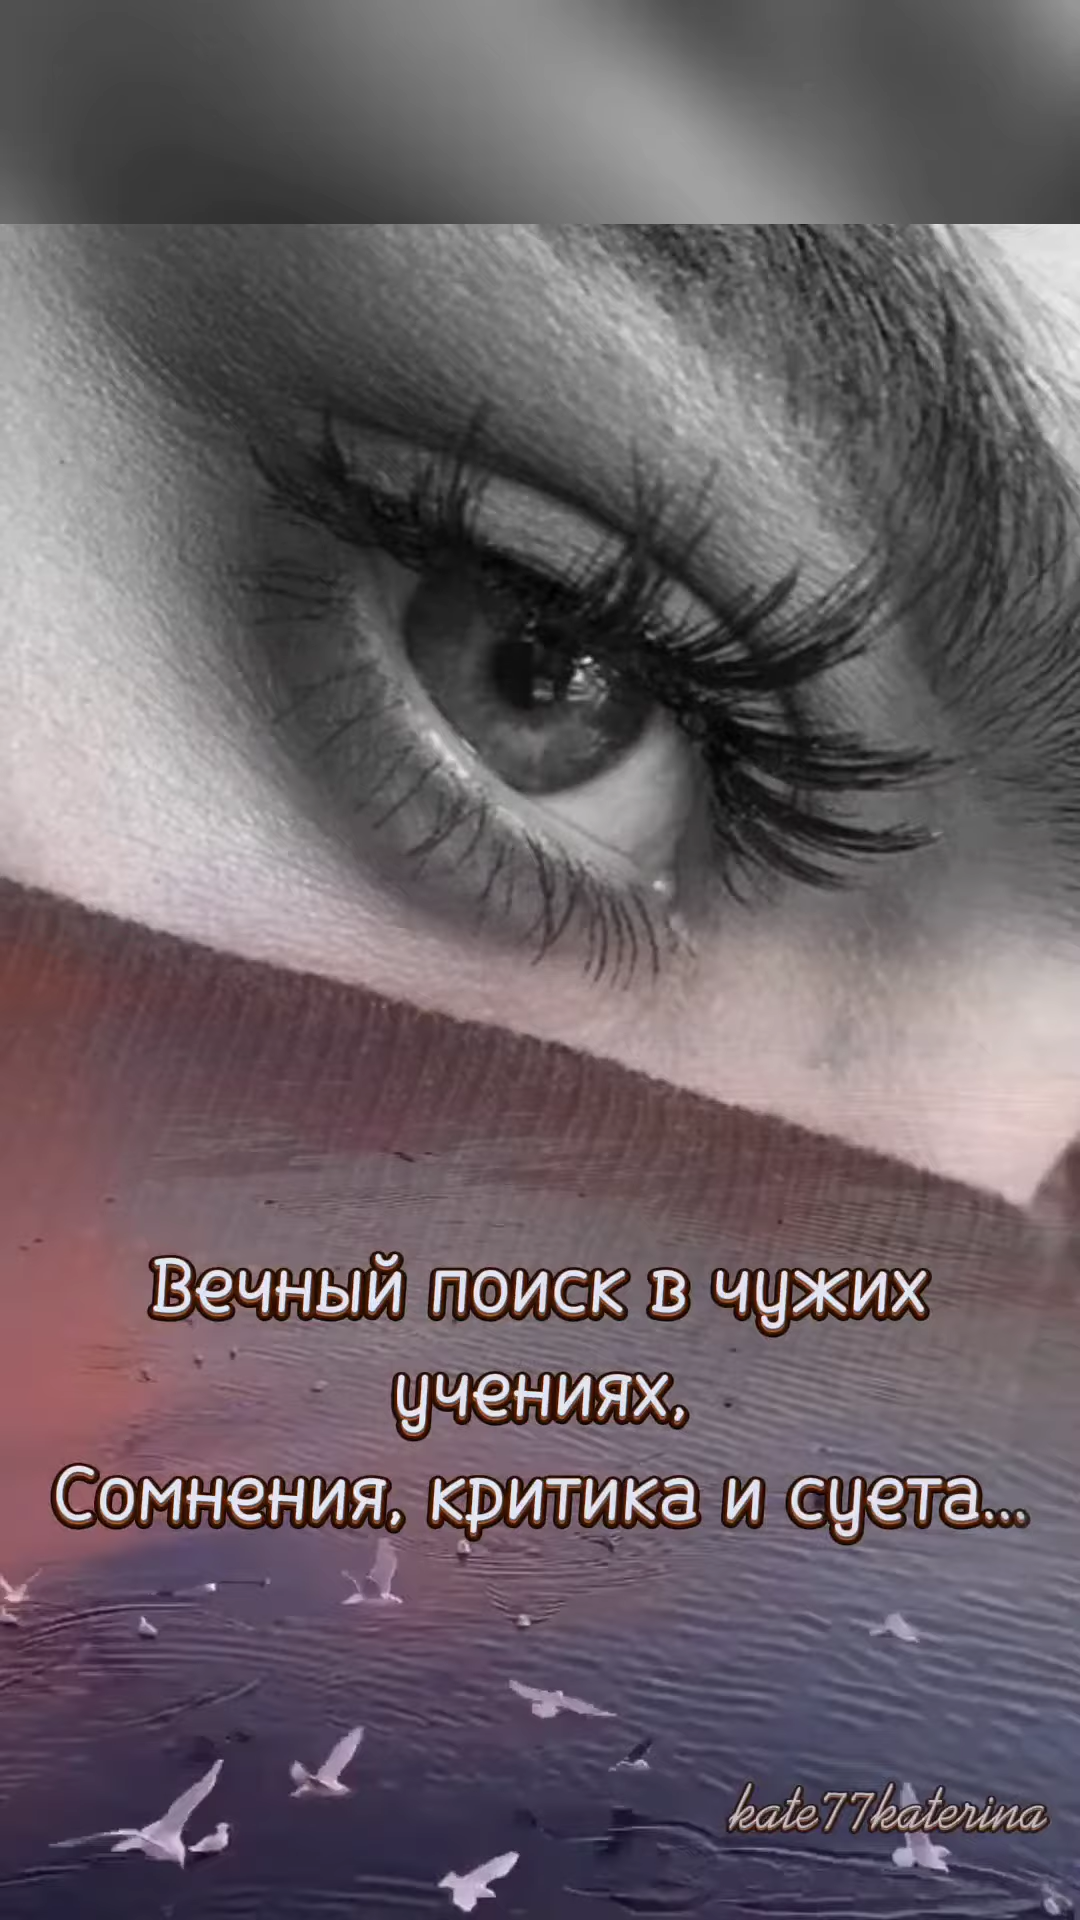 Вечный поиск в чужих
учениях,
Сомнения, критика и суета...
kate77katerina